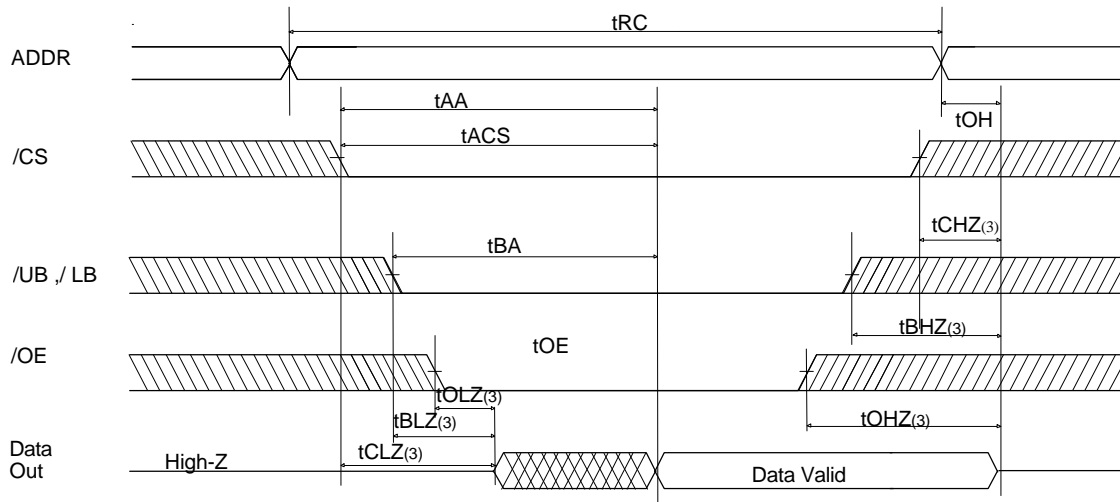 tRC
ADDR
tAA
tOH
tACS
/CS
tCHZ(3)
tBA
/UB ,/ LB
tBHZ(3)
/OE
tOE
tOLZ(3)
tBLZ(3)
tOHZ(3)
tCLZ(3)
Data
Out
High-Z
Data Valid